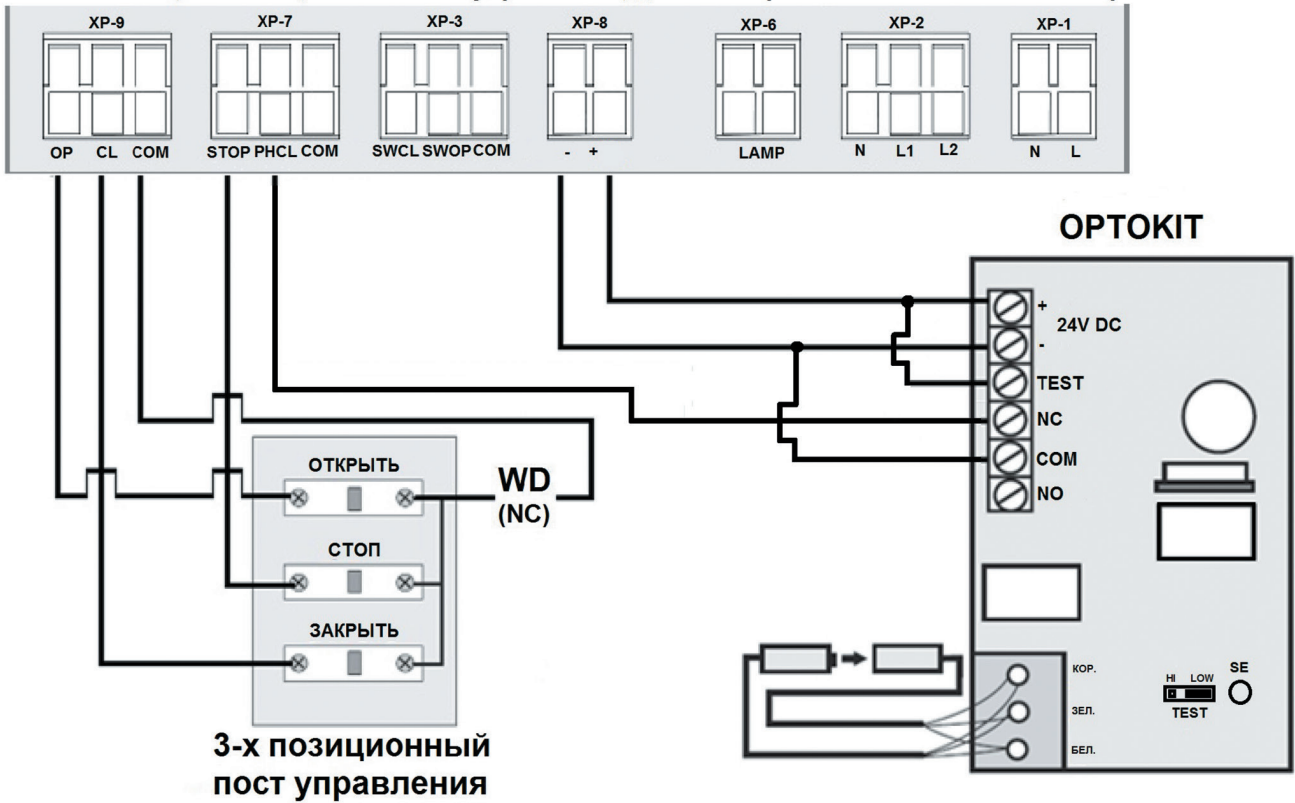 XP-9 XP-7 XP-3 XP-8 XP-6 XP-2 XP-1
OP CL COM STOP PHCL COM SWCL SWOP COM - + LAMP N L1 L2 N L
OPTOKIT
+
24V DC
-
TEST
NC
COM
NO
ОТКРЫТЬ
WD
(NC)
СТОП
ЗАКРЫТЬ
3-х позиционный
пост управления
КОР.
ЗЕЛ.
БЕЛ.
HI LOW
TEST
SE